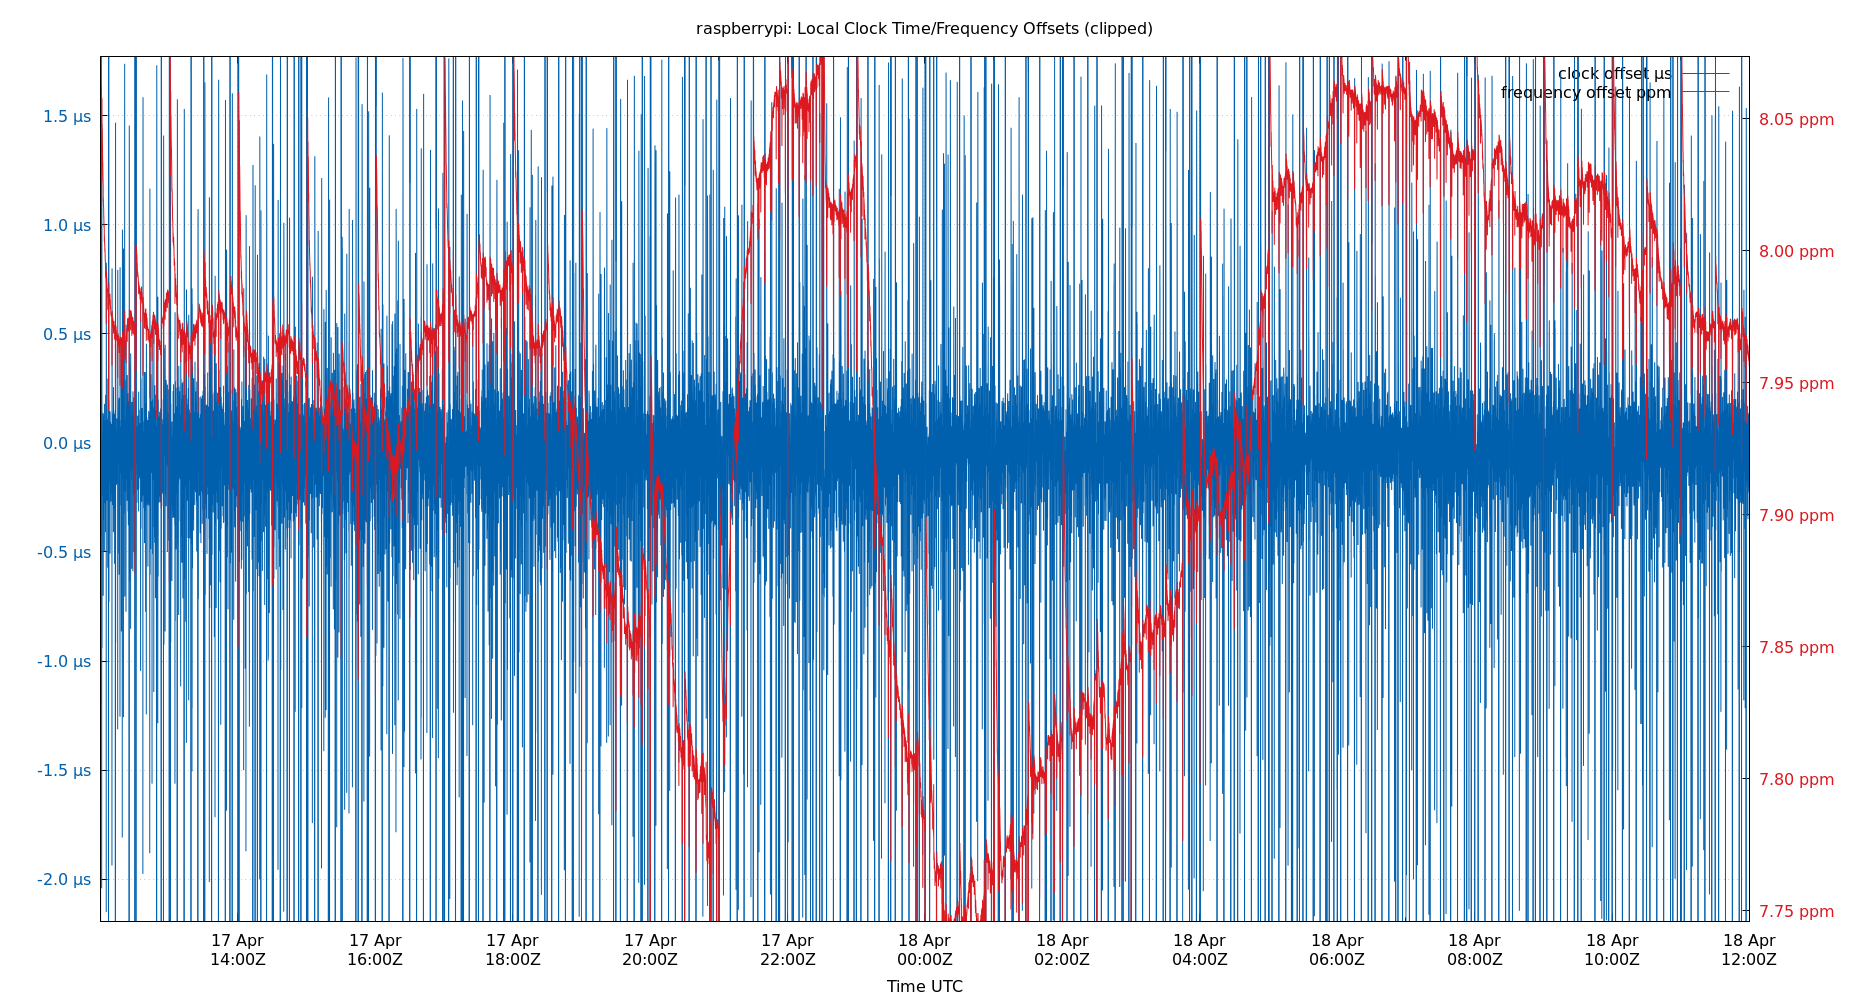 raspberrypi: Local Clock Time/Frequency Offsets (clipped)
clock offset µs
frequency offset ppm
1.5 µs
1.0 µs
0.5 µs
0.0 µs
-0.5 µs
-1.0 µs
-1.5 µs
-2.0 µs
8.05 ppm
8.00 ppm
7.95 ppm
7.90 ppm
7.85 ppm
7.80 ppm
7.75 ppm
17 Apr 17 Apr 17 Apr 17 Apr 17 Apr 18 Apr 18 Apr 18 Apr 18 Apr 18 Apr 18 Apr 18 Apr
14:00Z 16:00Z 18:00Z 20:00Z 22:00Z 00:00Z 02:00Z 04:00Z 06:00Z 08:00Z 10:00Z 12:00Z
Time UTC